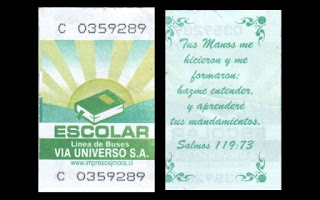 C 0359289
ESCOLAR
Linea de Buses
VIA UNIVERSO S.A.
www.impresosjmora.cl
C 0359289
Tus Manos me
hicieron y me
formaron:
hazme entender,
y aprenderé
tus mandamientos.
Salmos 119:73